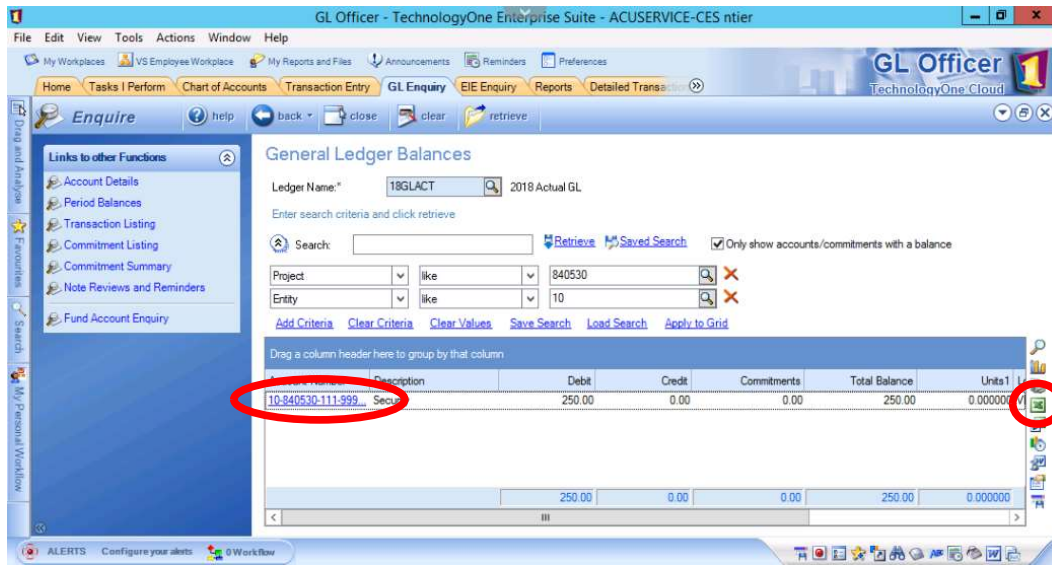 GL Officer - TechnologyOne Enterprise Suite - ACUSERVICE-CES ntier
File Edit View Tools Actions Window Help
My Workplaces VS Employee Workplace My Reports and Files Announcements Reminders Preferences
GL Officer
TechnologyOne Cloud
Home Tasks I Perform Chart of Accounts Transaction Entry GL Enquiry EIE Enquiry Reports Detailed Transaction
Enquire help back close clear retrieve
Drag and Analyse
Favourites
Search
My Personal Workflow
Links to other Functions
Account Details
Period Balances
Transaction Listing
Commitment Listing
Commitment Summary
Note Reviews and Reminders
Fund Account Enquiry
General Ledger Balances
Ledger Name:* 18GLACT 2018 Actual GL
Enter search criteria and click retrieve
Search: Retrieve Saved Search Only show accounts/commitments with a balance
Project like 840530
Entity like 10
Add Criteria Clear Criteria Clear Values Save Search Load Search Apply to Grid
Drag a column header here to group by that column
Account Number Description Debit Credit Commitments Total Balance Units1
10-840530-111-999... Secur 250.00 0.00 0.00 250.00 0.000000
250.00 0.00 0.00 250.00 0.000000
ALERTS Configure your alerts 0 Workflow